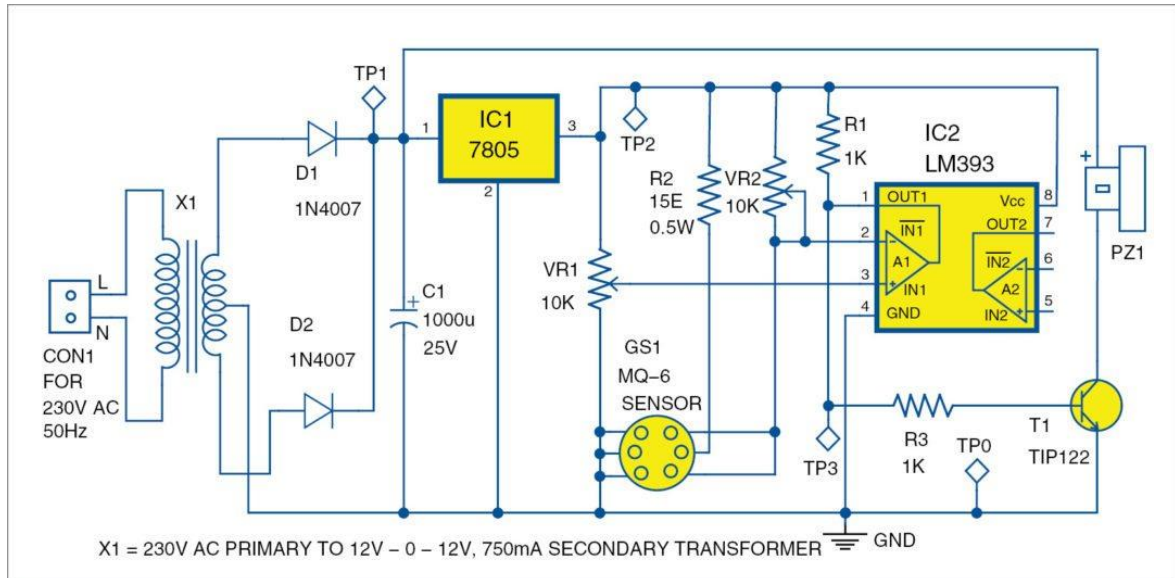 TP1
IC1
7805
1
3
2
TP2
D1
1N4007
X1
L
N
CON1
FOR
230V AC
50Hz
D2
1N4007
+
C1
1000u
25V
VR1
10K
R2
15E
0.5W
VR2
10K
R1
1K
IC2
LM393
1
OUT1
Vcc
8
OUT2
7
2
IN1
-
A1
3
+
IN1
4
GND
IN2
-
6
A2
IN2
+
5
+
PZ1
GS1
MQ-6
SENSOR
TP3
R3
1K
TP0
T1
TIP122
GND
X1 = 230V AC PRIMARY TO 12V – 0 – 12V, 750mA SECONDARY TRANSFORMER